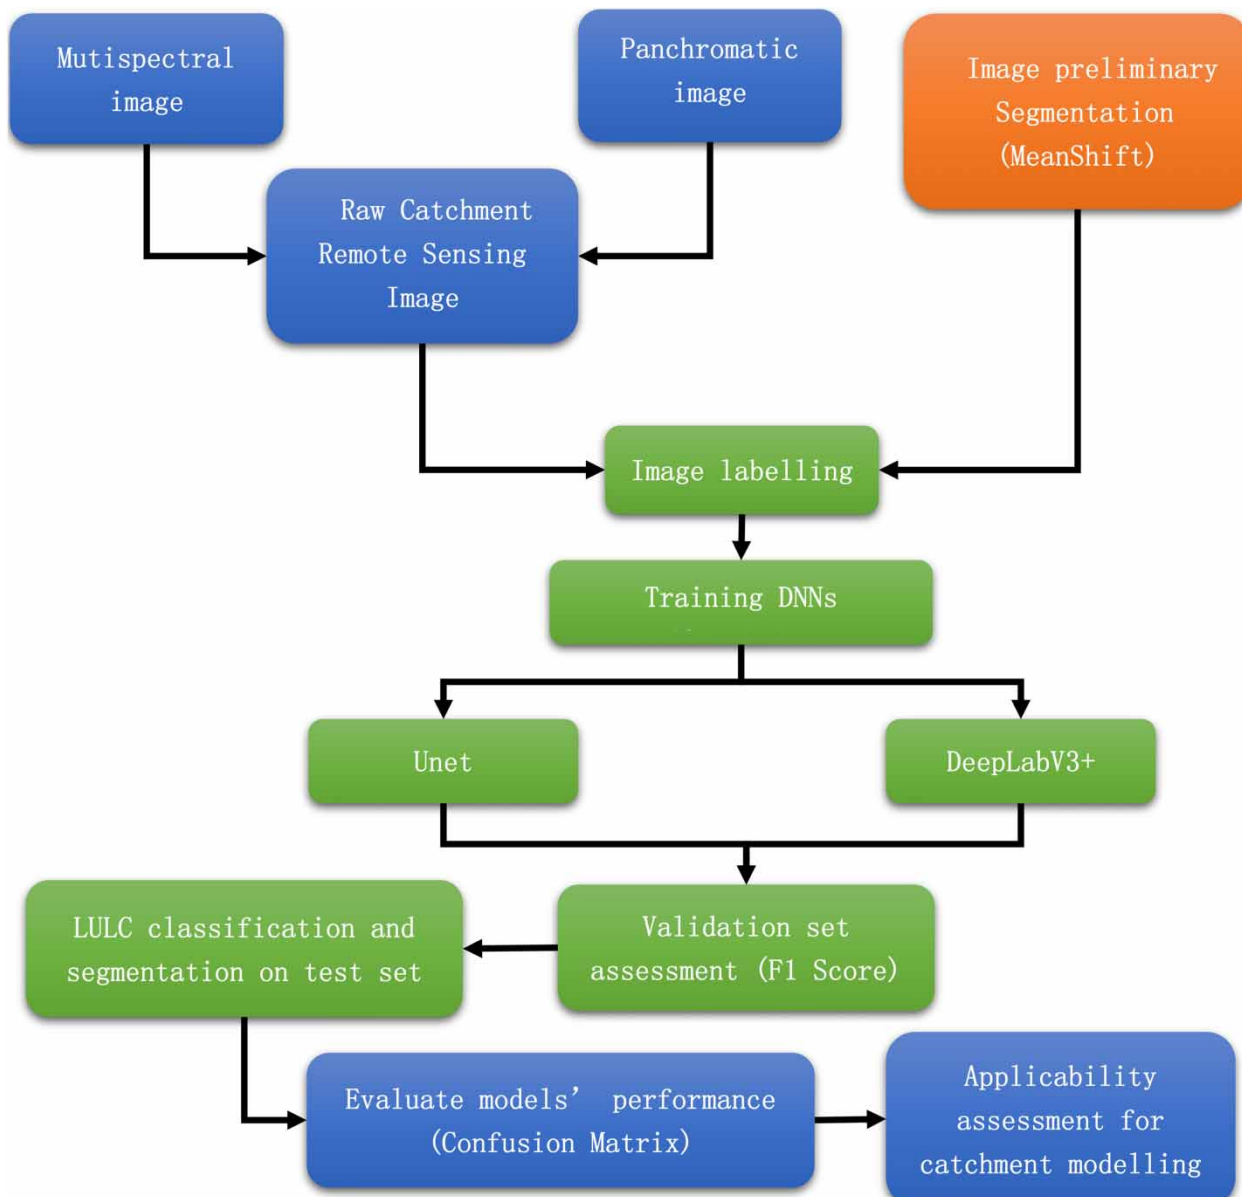 Mutispectral
image
Panchromatic
image
Image preliminary
Segmentation
(MeanShift)
Raw Catchment
Remote Sensing
Image
Image labelling
Training DNNs
Unet
DeepLabV3+
Validation set
assessment (F1 Score)
LULC classification and
segmentation on test set
Evaluate models’ performance
(Confusion Matrix)
Applicability
assessment for
catchment modelling